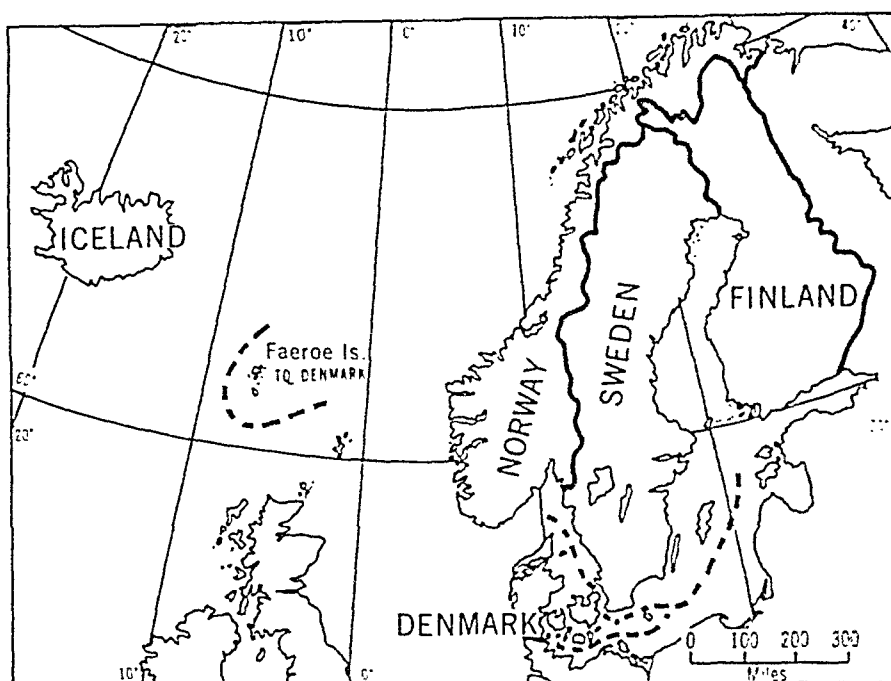 20° 10° 0° 10° 40°
ICELAND
FINLAND
SWEDEN
NORWAY
Faeroe Is.
TO DENMARK
60°
20°
DENMARK
10° 0°
0 100 200 300
Miles